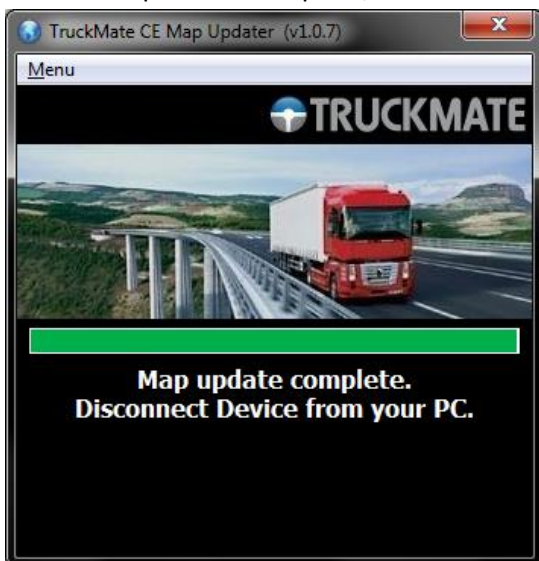 TruckMate CE Map Updater (v1.0.7)
Menu
TRUCKMATE
Map update complete.
Disconnect Device from your PC.